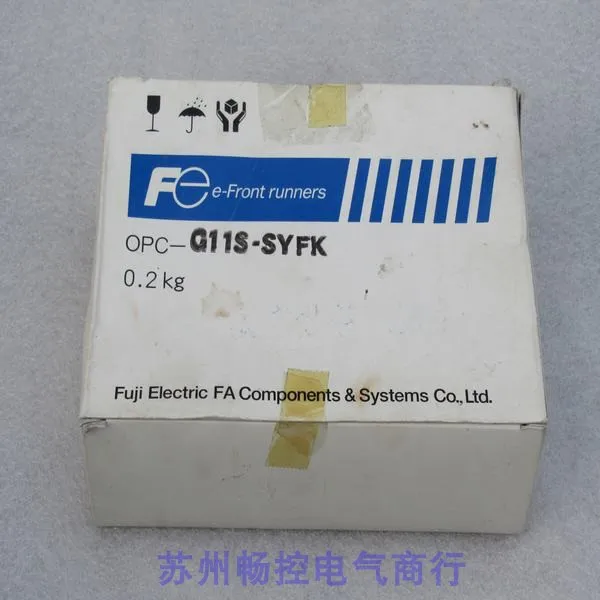 Fe e-Front runners
OPC-G11S-SYFK
0.2kg
Fuji Electric FA Components & Systems Co.,Ltd.
苏州畅控电气商行